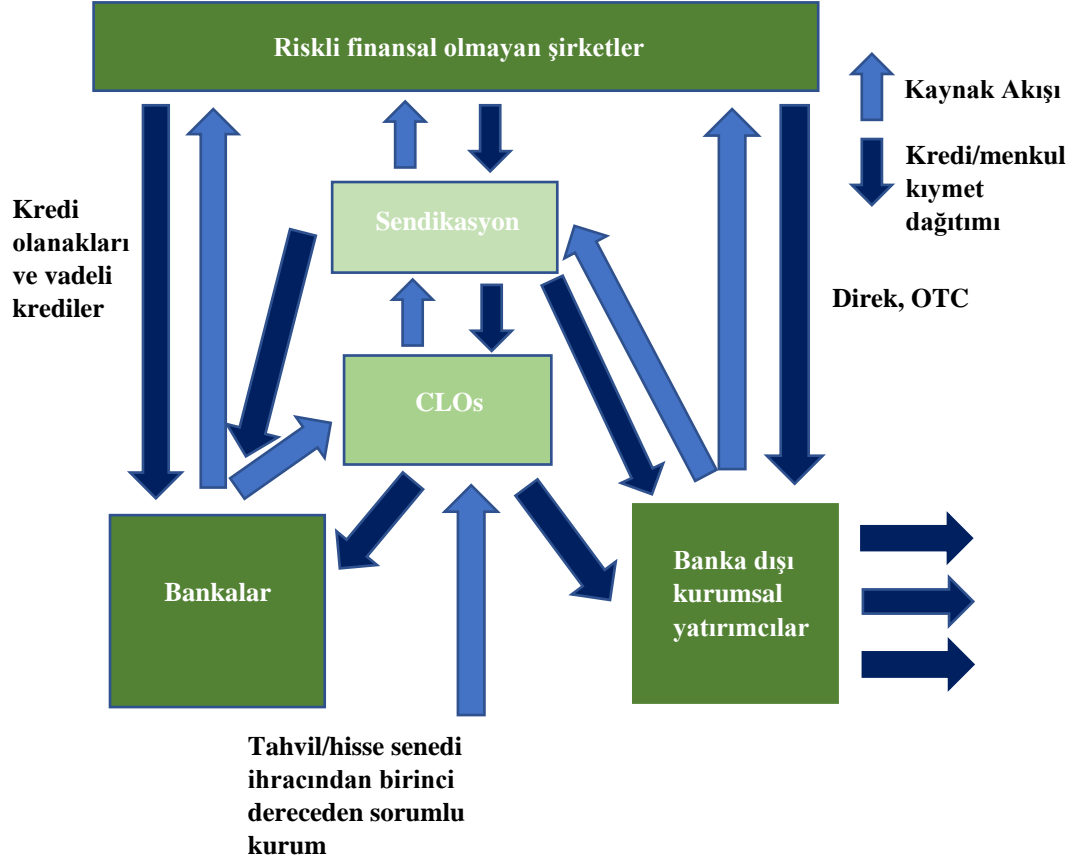 Riskli finansal olmayan şirketler
Kaynak Akışı
Kredi/menkul
kıymet
dağıtımı
Kredi
olanakları
ve vadeli
krediler
Sendikasyon
Direk, OTC
CLOs
Bankalar
Banka dışı
kurumsal
yatırımcılar
Tahvil/hisse senedi
ihracından birinci
dereceden sorumlu
kurum